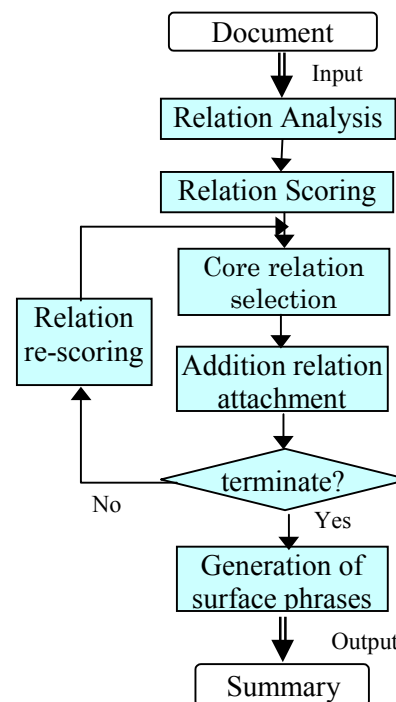 Document
Input
Relation Analysis
Relation Scoring
Core relation
selection
Relation
re-scoring
Addition relation
attachment
terminate?
No
Yes
Generation of
surface phrases
Output
Summary